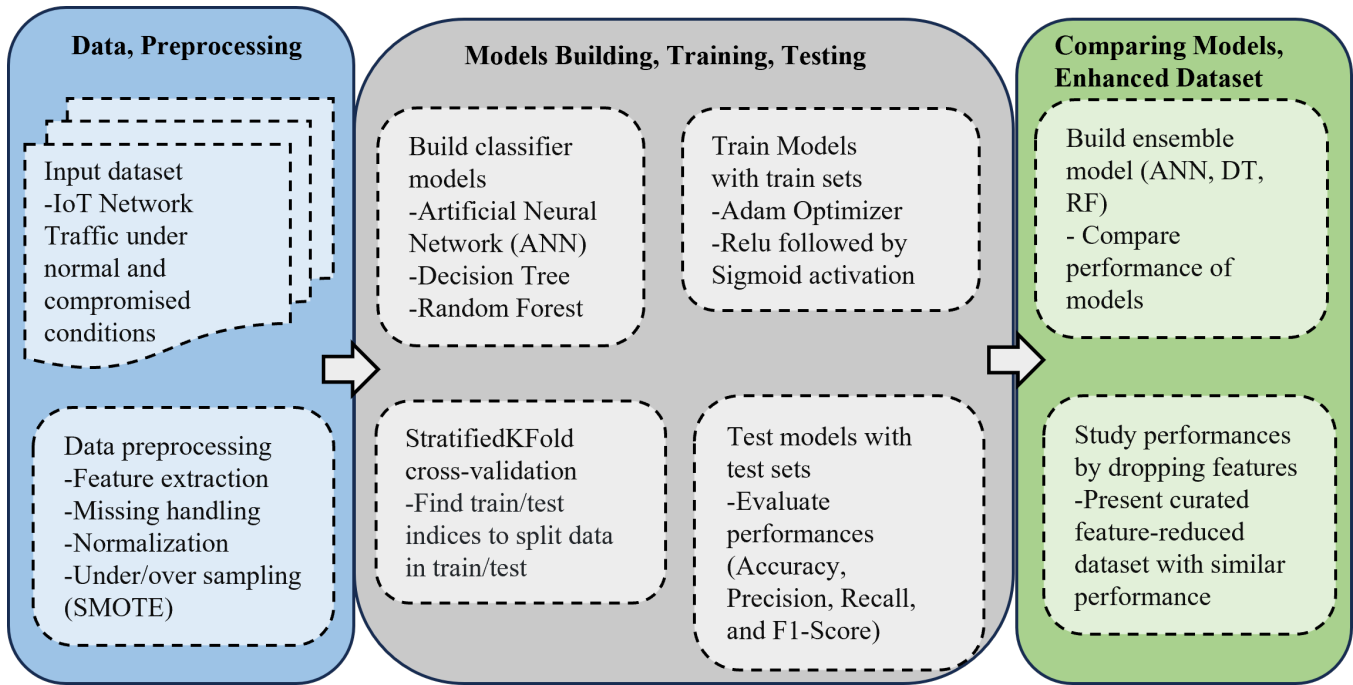 Data, Preprocessing
Input dataset
-IoT Network
Traffic under
normal and
compromised
conditions
Data preprocessing
-Feature extraction
-Missing handling
-Normalization
-Under/over sampling
(SMOTE)
Models Building, Training, Testing
Build classifier
models
-Artificial Neural
Network (ANN)
-Decision Tree
-Random Forest
Train Models
with train sets
-Adam Optimizer
-Relu followed by
Sigmoid activation
StratifiedKFold
cross-validation
-Find train/test
indices to split data
in train/test
Test models with
test sets
-Evaluate
performances
(Accuracy,
Precision, Recall,
and F1-Score)
Comparing Models,
Enhanced Dataset
Build ensemble
model (ANN, DT,
RF)
- Compare
performance of
models
Study performances
by dropping features
-Present curated
feature-reduced
dataset with similar
performance